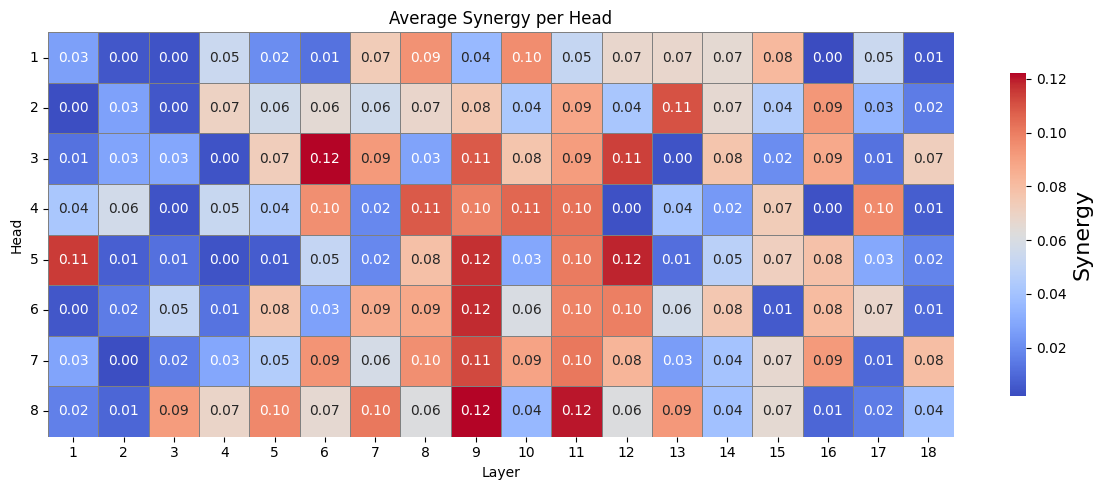 Average Synergy per Head
1 0.03 0.00 0.00 0.05 0.02 0.01 0.07 0.09 0.04 0.10 0.05 0.07 0.07 0.07 0.08 0.00 0.05 0.01
2 0.00 0.03 0.00 0.07 0.06 0.06 0.06 0.07 0.08 0.04 0.09 0.04 0.11 0.07 0.04 0.09 0.03 0.02
3 0.01 0.03 0.03 0.00 0.07 0.12 0.09 0.03 0.11 0.08 0.09 0.11 0.00 0.08 0.02 0.09 0.01 0.07
4 0.04 0.06 0.00 0.05 0.04 0.10 0.02 0.11 0.10 0.11 0.10 0.00 0.04 0.02 0.07 0.00 0.10 0.01
5 0.11 0.01 0.01 0.00 0.01 0.05 0.02 0.08 0.12 0.03 0.10 0.12 0.01 0.05 0.07 0.08 0.03 0.02
6 0.00 0.02 0.05 0.01 0.08 0.03 0.09 0.09 0.12 0.06 0.10 0.10 0.06 0.08 0.01 0.08 0.07 0.01
7 0.03 0.00 0.02 0.03 0.05 0.09 0.06 0.10 0.11 0.09 0.10 0.08 0.03 0.04 0.07 0.09 0.01 0.08
8 0.02 0.01 0.09 0.07 0.10 0.07 0.10 0.06 0.12 0.04 0.12 0.06 0.09 0.04 0.07 0.01 0.02 0.04
1 2 3 4 5 6 7 8 9 10 11 12 13 14 15 16 17 18
Layer
Head
0.12
0.10
0.08
0.06
0.04
0.02
Synergy